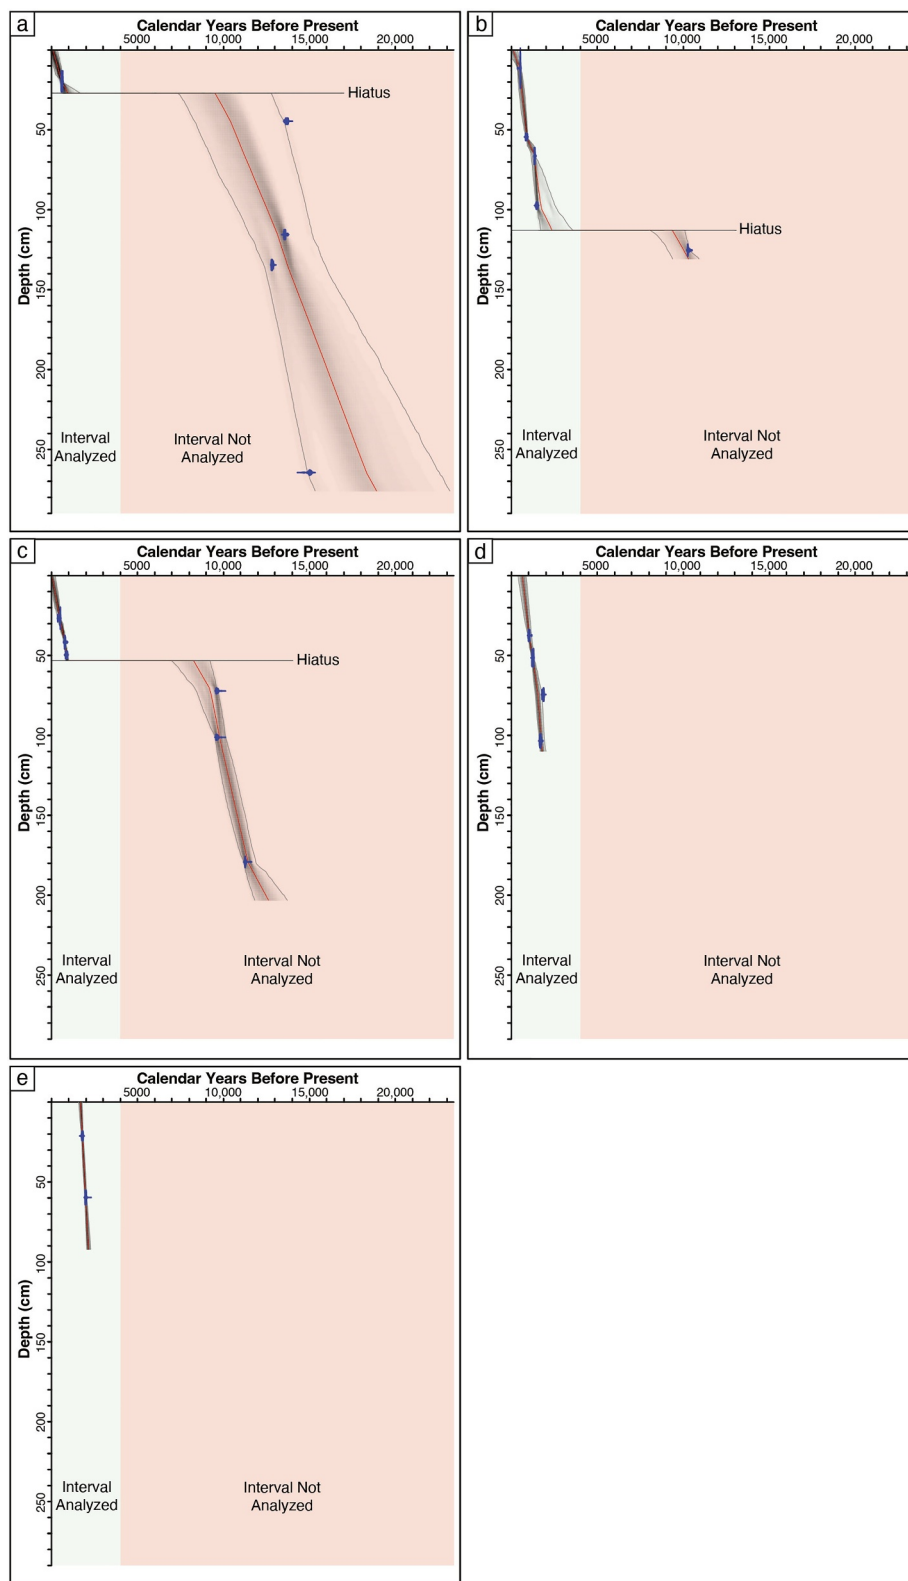 a
Calendar Years Before Present
5000 10,000 15,000 20,000
Hiatus
Depth (cm)
50
100
150
200
250
Interval
Analyzed
Interval Not
Analyzed
b
Calendar Years Before Present
5000 10,000 15,000 20,000
Hiatus
Depth (cm)
50
100
150
200
250
Interval
Analyzed
Interval Not
Analyzed
c
Calendar Years Before Present
5000 10,000 15,000 20,000
Hiatus
Depth (cm)
50
100
150
200
250
Interval
Analyzed
Interval Not
Analyzed
d
Calendar Years Before Present
5000 10,000 15,000 20,000
Depth (cm)
50
100
150
200
250
Interval
Analyzed
Interval Not
Analyzed
e
Calendar Years Before Present
5000 10,000 15,000 20,000
Depth (cm)
50
100
150
200
250
Interval
Analyzed
Interval Not
Analyzed